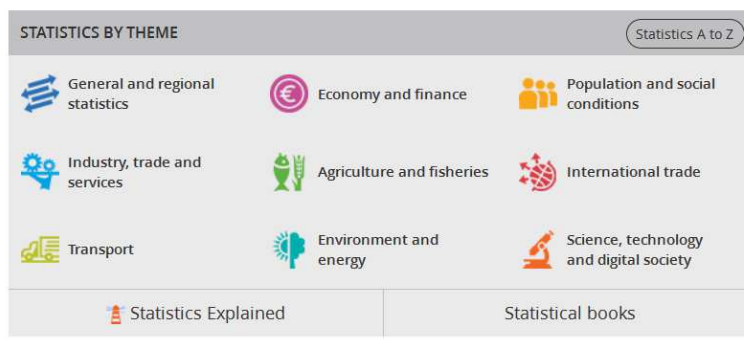 STATISTICS BY THEME
Statistics A to Z
General and regional
statistics
Economy and finance
Population and social
conditions
Industry, trade and
services
Agriculture and fisheries
International trade
Transport
Environment and
energy
Science, technology
and digital society
Statistics Explained
Statistical books